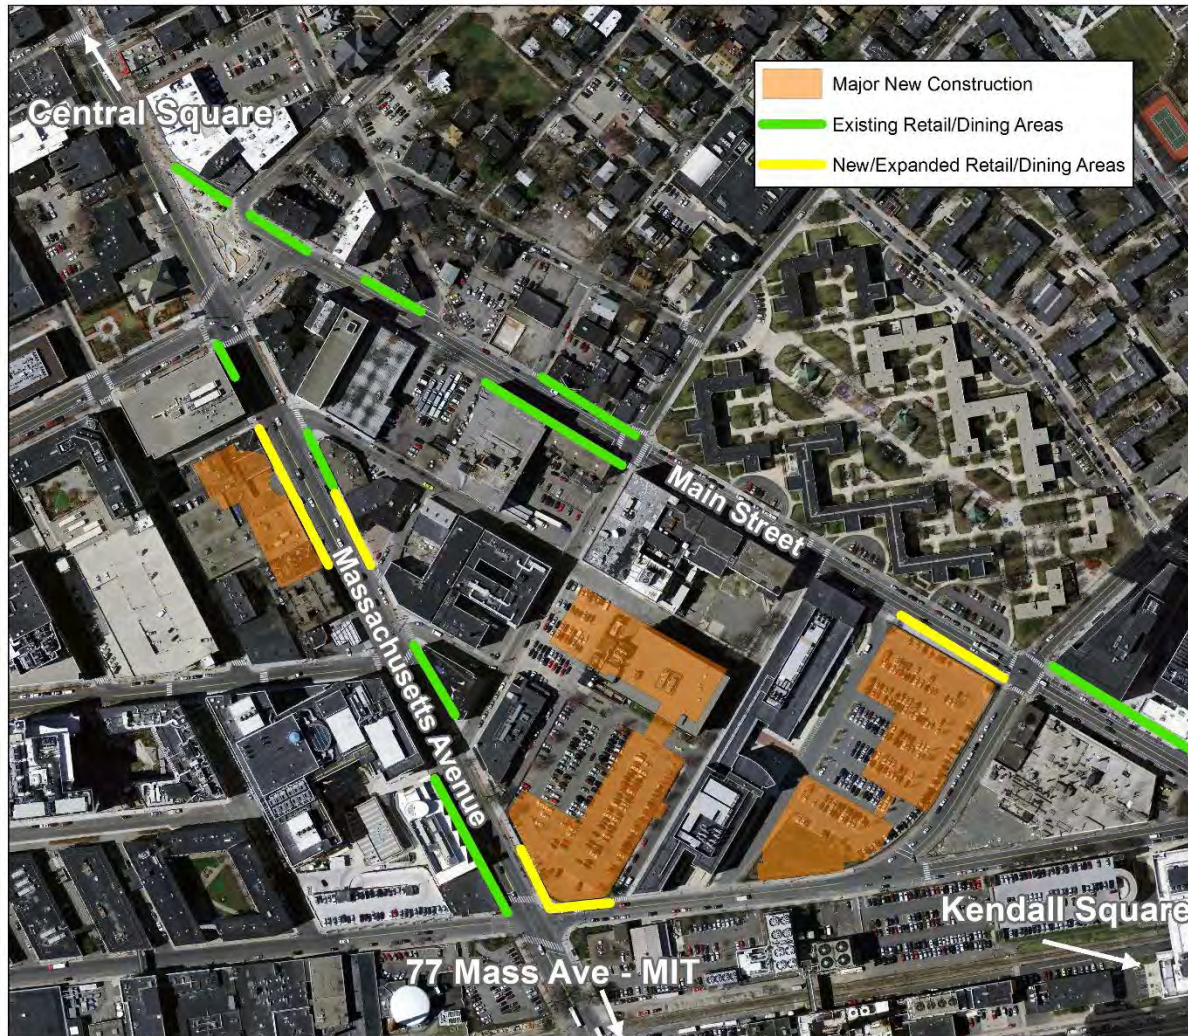 Central Square
Major New Construction
Existing Retail/Dining Areas
New/Expanded Retail/Dining Areas
Main Street
Massachusetts Avenue
Kendall Square
77 Mass Ave - MIT